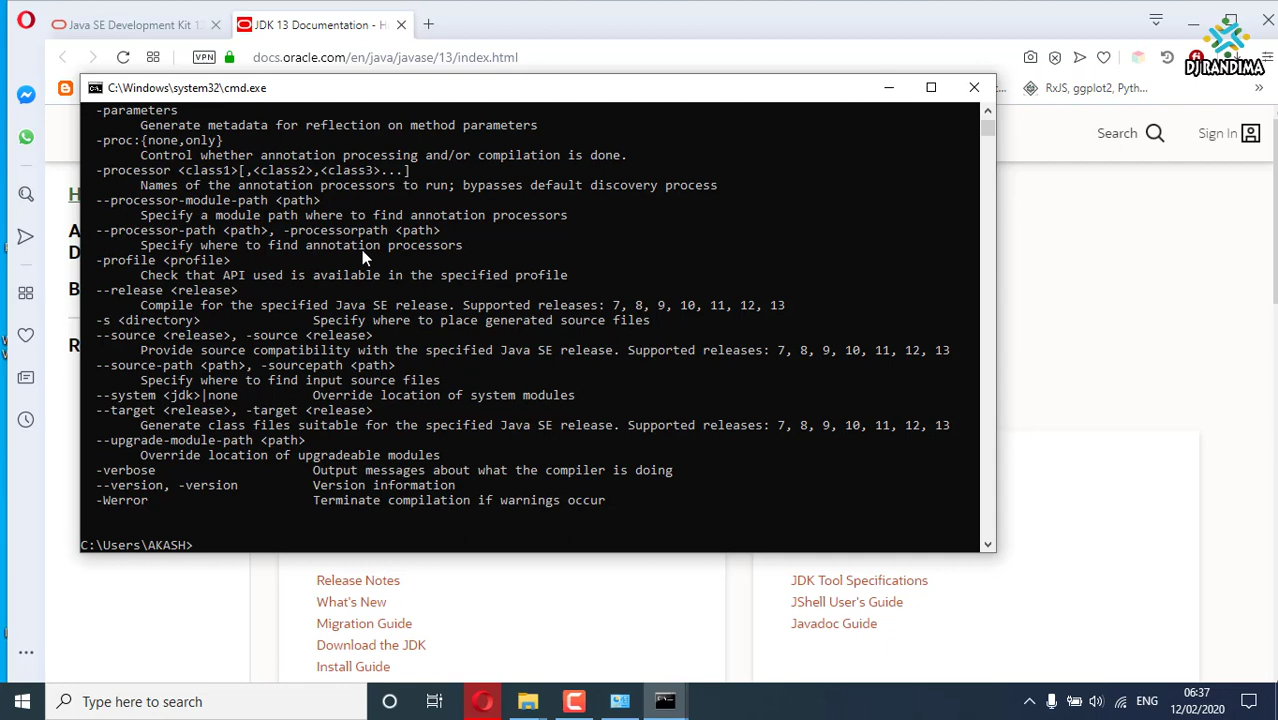 Java SE Development Kit 13
JDK 13 Documentation - H
VPN
docs.oracle.com/en/java/javase/13/index.html
DJ RANDIMA
RxJS, ggplot2, Pyth...
Search
Sign In
C:\Windows\system32\cmd.exe
-parameters
Generate metadata for reflection on method parameters
-proc:{none,only}
Control whether annotation processing and/or compilation is done.
-processor <class1>[,<class2>,<class3>...]
Names of the annotation processors to run; bypasses default discovery process
--processor-module-path <path>
Specify a module path where to find annotation processors
--processor-path <path>, -processorpath <path>
Specify where to find annotation processors
-profile <profile>
Check that API used is available in the specified profile
--release <release>
Compile for the specified Java SE release. Supported releases: 7, 8, 9, 10, 11, 12, 13
-s <directory> Specify where to place generated source files
--source <release>, -source <release>
Provide source compatibility with the specified Java SE release. Supported releases: 7, 8, 9, 10, 11, 12, 13
--source-path <path>, -sourcepath <path>
Specify where to find input source files
--system <jdk>|none Override location of system modules
--target <release>, -target <release>
Generate class files suitable for the specified Java SE release. Supported releases: 7, 8, 9, 10, 11, 12, 13
--upgrade-module-path <path>
Override location of upgradeable modules
-verbose Output messages about what the compiler is doing
--version, -version Version information
-Werror Terminate compilation if warnings occur
C:\Users\AKASH>
Release Notes
What's New
Migration Guide
Download the JDK
Install Guide
JDK Tool Specifications
JShell User's Guide
Javadoc Guide
Type here to search
ENG
06:37
12/02/2020